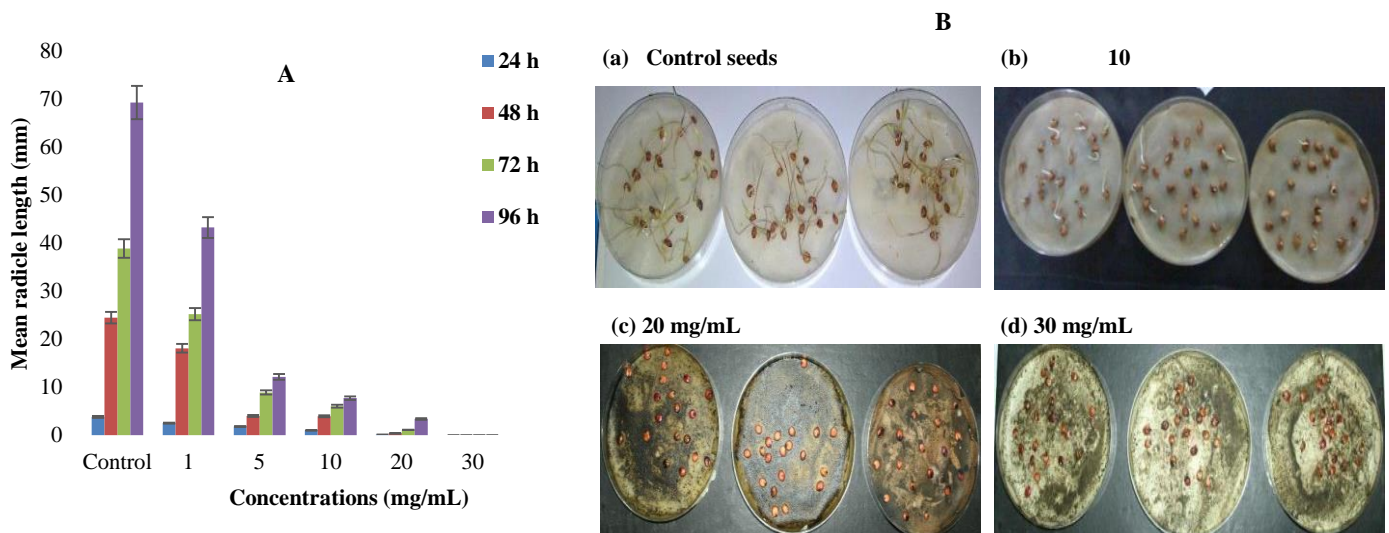 A
80
70
60
50
40
30
20
10
0
Mean radicle length (mm)
24 h
48 h
72 h
96 h
Control 1 5 10 20 30
Concentrations (mg/mL)
B
(a) Control seeds
(b) 10
(c) 20 mg/mL
(d) 30 mg/mL